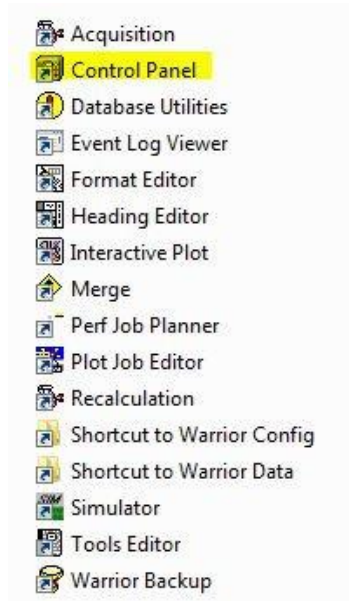 Acquisition
Control Panel
Database Utilities
Event Log Viewer
Format Editor
Heading Editor
Interactive Plot
Merge
Perf Job Planner
Plot Job Editor
Recalculation
Shortcut to Warrior Config
Shortcut to Warrior Data
Simulator
Tools Editor
Warrior Backup